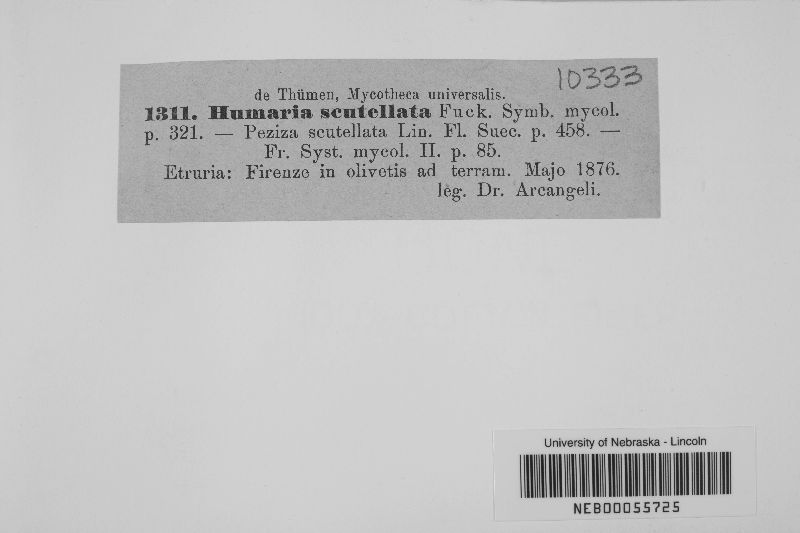 10333
de Thümen, Mycotheca universalis.
1311. Humaria scutellata Fuck. Symb. mycol.
p. 321. — Peziza scutellata Lin. Fl. Suec. p. 458. —
Fr. Syst. mycol. II. p. 85.
Etruria: Firenze in olivetis ad terram. Majo 1876.
lèg. Dr. Arcangeli.
University of Nebraska - Lincoln
NEB00055725